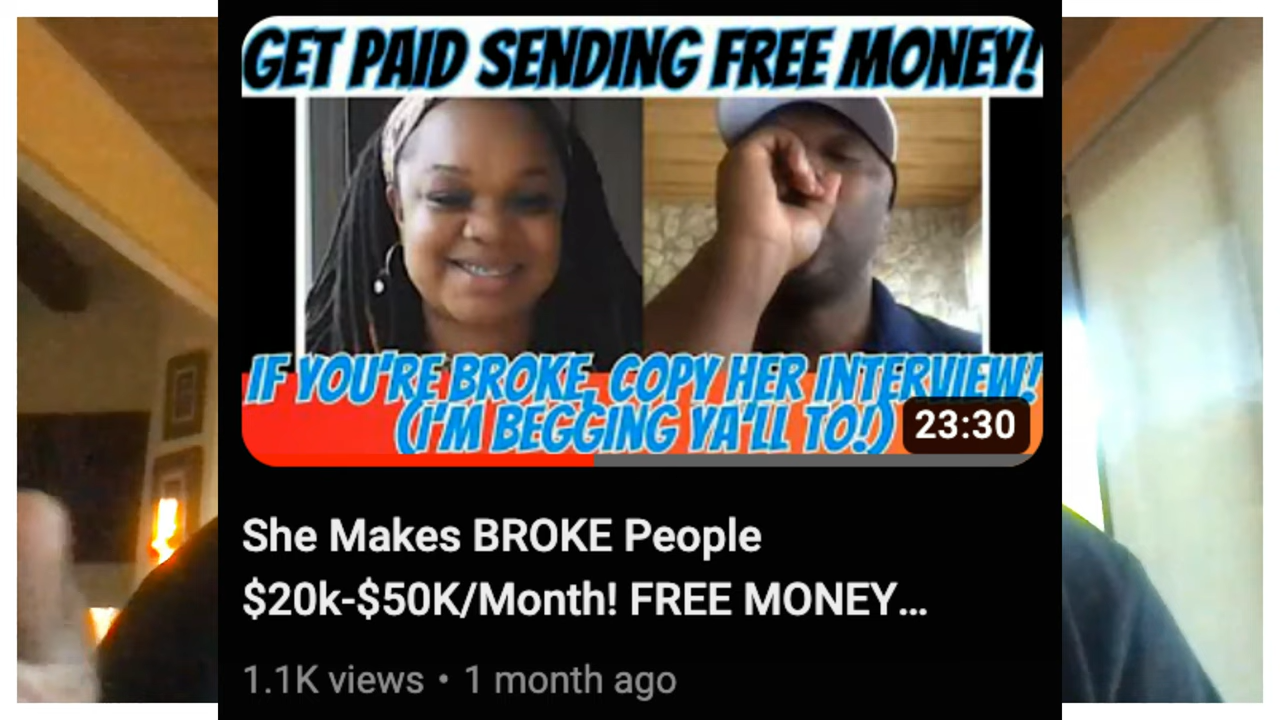 GET PAID SENDING FREE MONEY!
IF YOU'RE BROKE, COPY HER INTERVIEW!
(I'M BEGGING YA'LL TO!)
23:30
She Makes BROKE People
$20k-$50K/Month! FREE MONEY...
1.1K views • 1 month ago